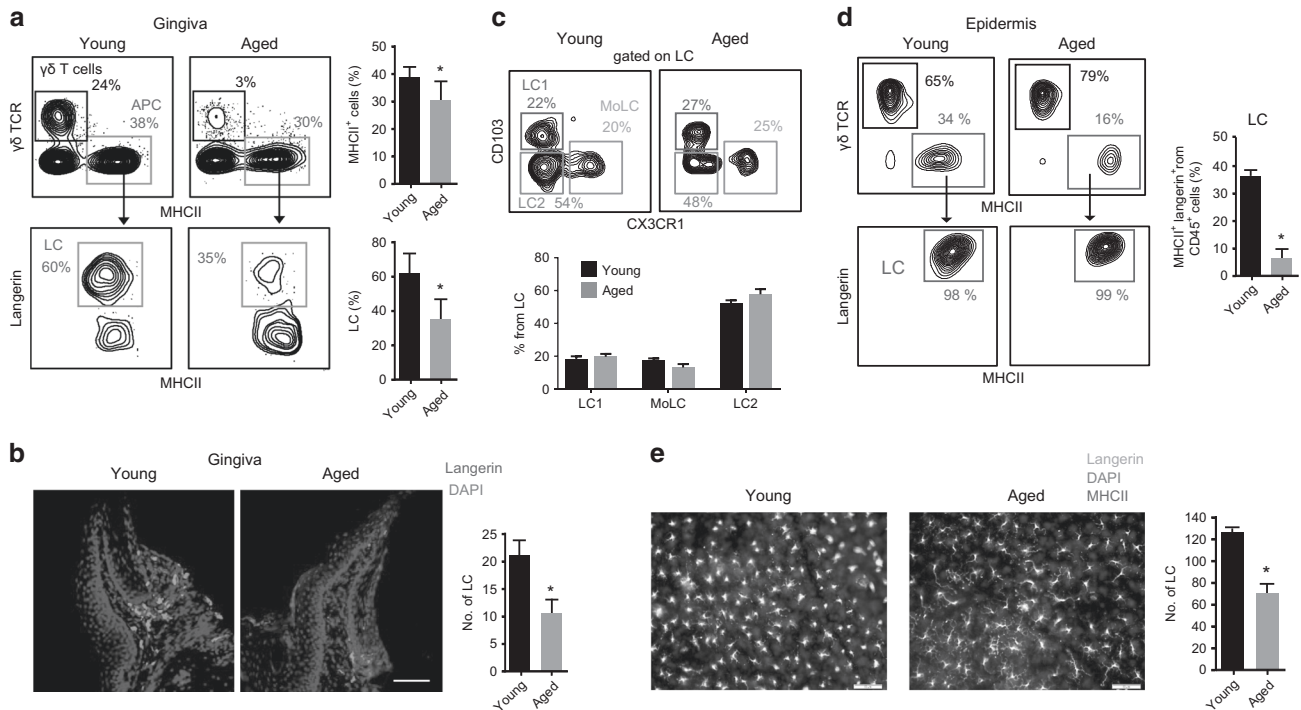 a
Gingiva
Young
Aged
γδ T cells
24%
APC
38%
3%
30%
γδ TCR
MHCII
LC
60%
35%
Langerin
MHCII
50
40
30
20
10
0
MHCII+ cells (%)
*
Young
Aged
80
60
40
20
0
LC (%)
*
Young
Aged
c
Young
Aged
gated on LC
LC1
22%
MoLC
20%
LC2
54%
27%
25%
48%
CD103
CX3CR1
80
60
40
20
0
% from LC
Young
Aged
LC1
MoLC
LC2
d
Epidermis
Young
Aged
65%
34 %
79%
16%
γδ TCR
MHCII
LC
98 %
99 %
Langerin
MHCII
LC
50
40
30
20
10
0
MHCII+ langerin+from
CD45+ cells (%)
*
Young
Aged
b
Gingiva
Young
Aged
Langerin
DAPI
25
20
15
10
5
0
No. of LC
*
Young
Aged
e
Young
Aged
Langerin
DAPI
MHCII
140
120
100
80
60
40
20
0
No. of LC
*
Young
Aged